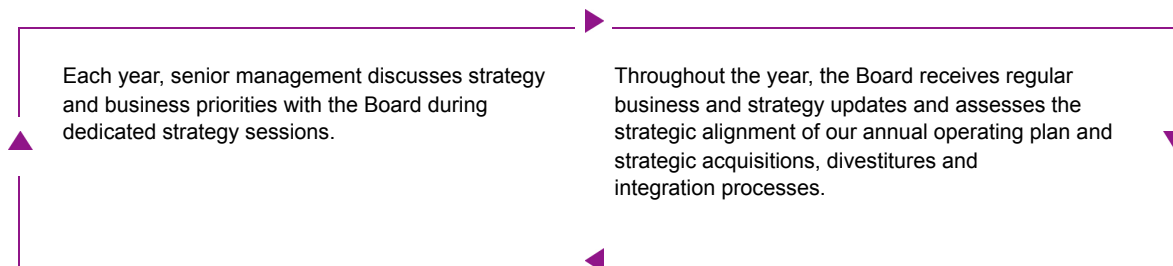 Each year, senior management discusses strategy
and business priorities with the Board during
dedicated strategy sessions.
Throughout the year, the Board receives regular
business and strategy updates and assesses the
strategic alignment of our annual operating plan and
strategic acquisitions, divestitures and
integration processes.